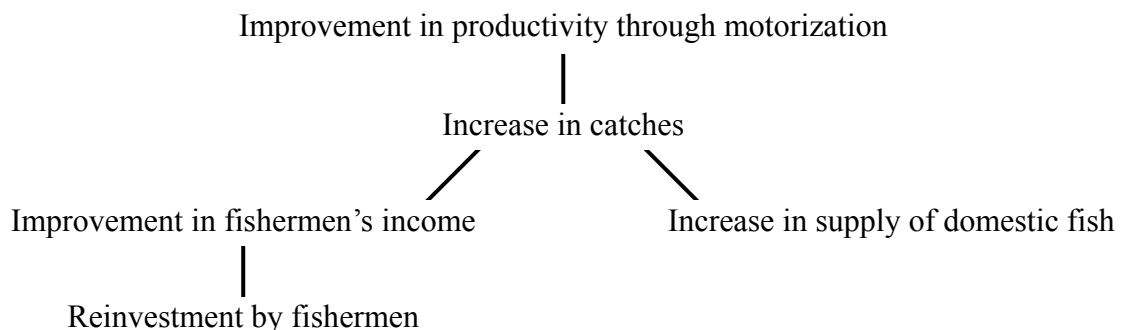 Improvement in productivity through motorization
Increase in catches
Improvement in fishermen’s income
Increase in supply of domestic fish
Reinvestment by fishermen